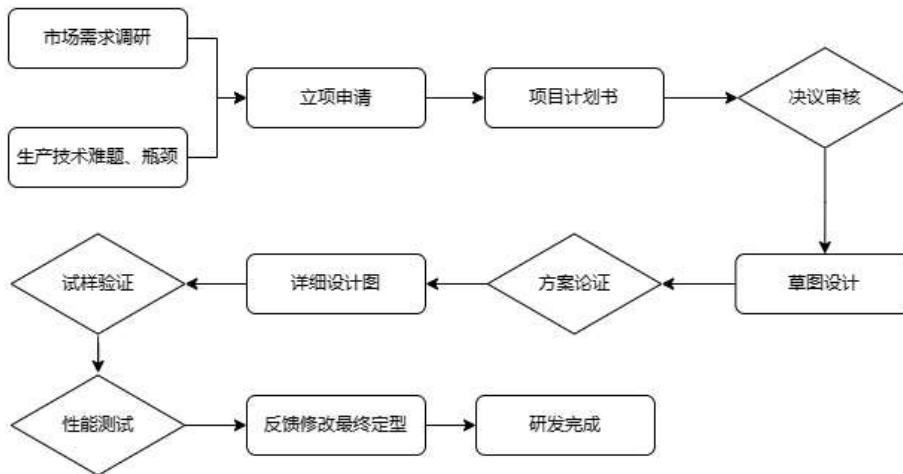 市场需求调研
生产技术难题、瓶颈
立项申请
项目计划书
决议审核
草图设计
方案论证
详细设计图
试样验证
性能测试
反馈修改最终定型
研发完成